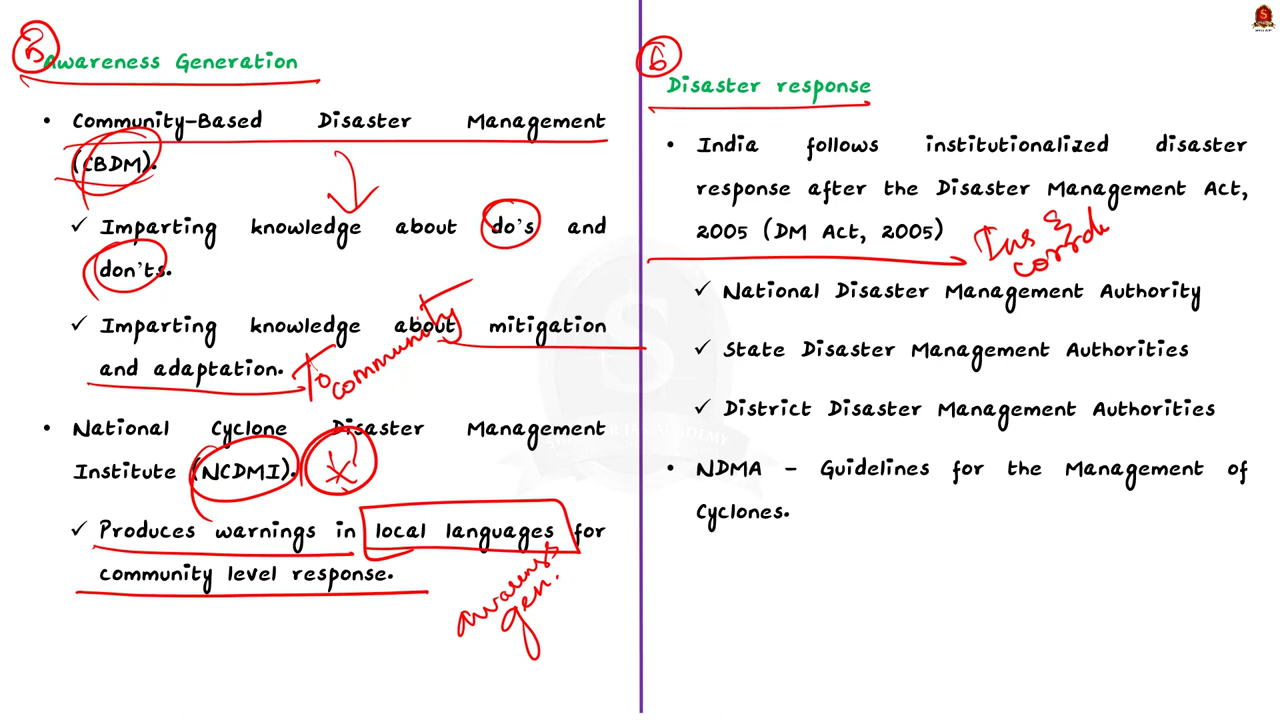 5
Awareness Generation
• Community-Based Disaster Management
(CBDM).
✓ Imparting knowledge about do's and
don'ts.
✓ Imparting knowledge about mitigation
and adaptation.
To community
• National Cyclone Disaster Management
Institute (NCDMI).
✓ Produces warnings in local languages for
community level response.
awareness
gen.
6
Disaster response
• India follows institutionalized disaster
response after the Disaster Management Act,
2005 (DM Act, 2005)
Ins &
✓ National Disaster Management Authority
✓ State Disaster Management Authorities
✓ District Disaster Management Authorities
• NDMA – Guidelines for the Management of
Cyclones.